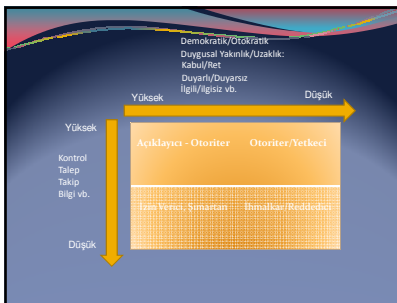 Demokratik/Otokratik
Duygusal Yakınlık/Uzaklık:
Kabul/Ret
Duyarlı/Duyarsız
İlgili/ilgisiz vb.
Yüksek
Düşük
Yüksek
Kontrol
Talep
Takip
Bilgi vb.
Düşük
Açıklayıcı - Otoriter
Otoriter/Yetkeci
İzin Verici, Şımartan
İhmalkar/Reddedici